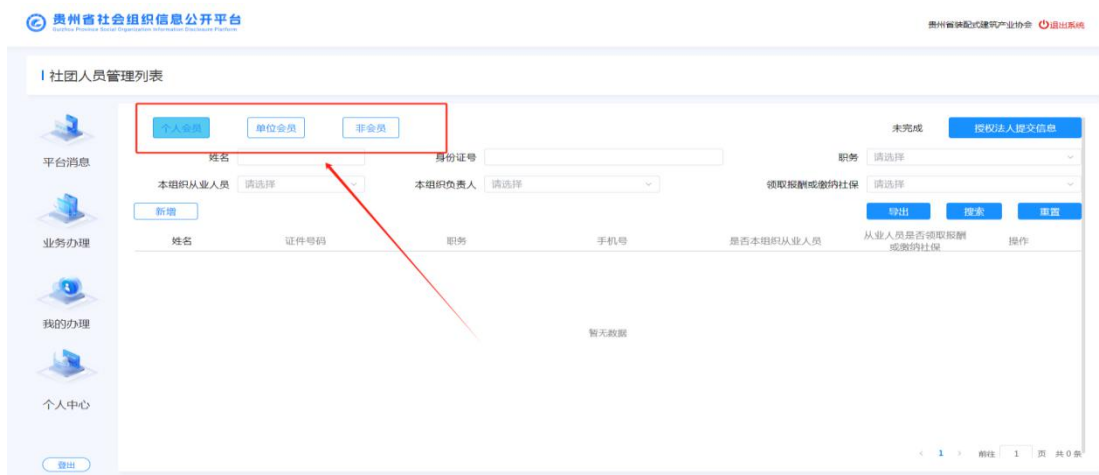 贵州省社会组织信息公开平台
Guizhou Province Social Organization Information Disclosure Platform
贵州省装配式建筑产业协会 退出系统
社团人员管理列表
平台消息
业务办理
我的办理
个人中心
登出
个人会员 单位会员 非会员 未完成 授权法人提交信息
姓名 身份证号 职务 请选择
本组织从业人员 请选择 本组织负责人 请选择 领取报酬或缴纳社保 请选择
新增 导出 搜索 重置
姓名 证件号码 职务 手机号 是否本组织从业人员 从业人员是否领取报酬或缴纳社保 操作
暂无数据
< 1 > 前往 1 页 共0条